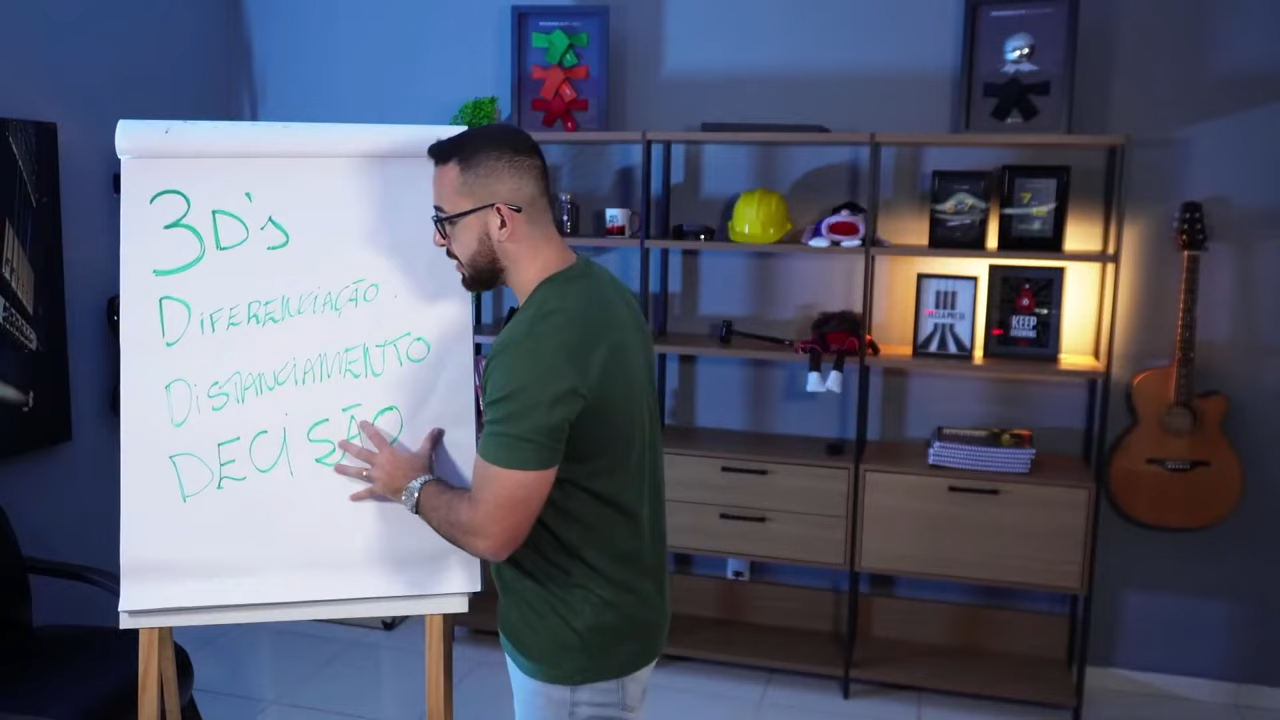 3D's
DIFERENCIAÇÃO.
DISTANCIAMENTO
DECISÃO
KEEP